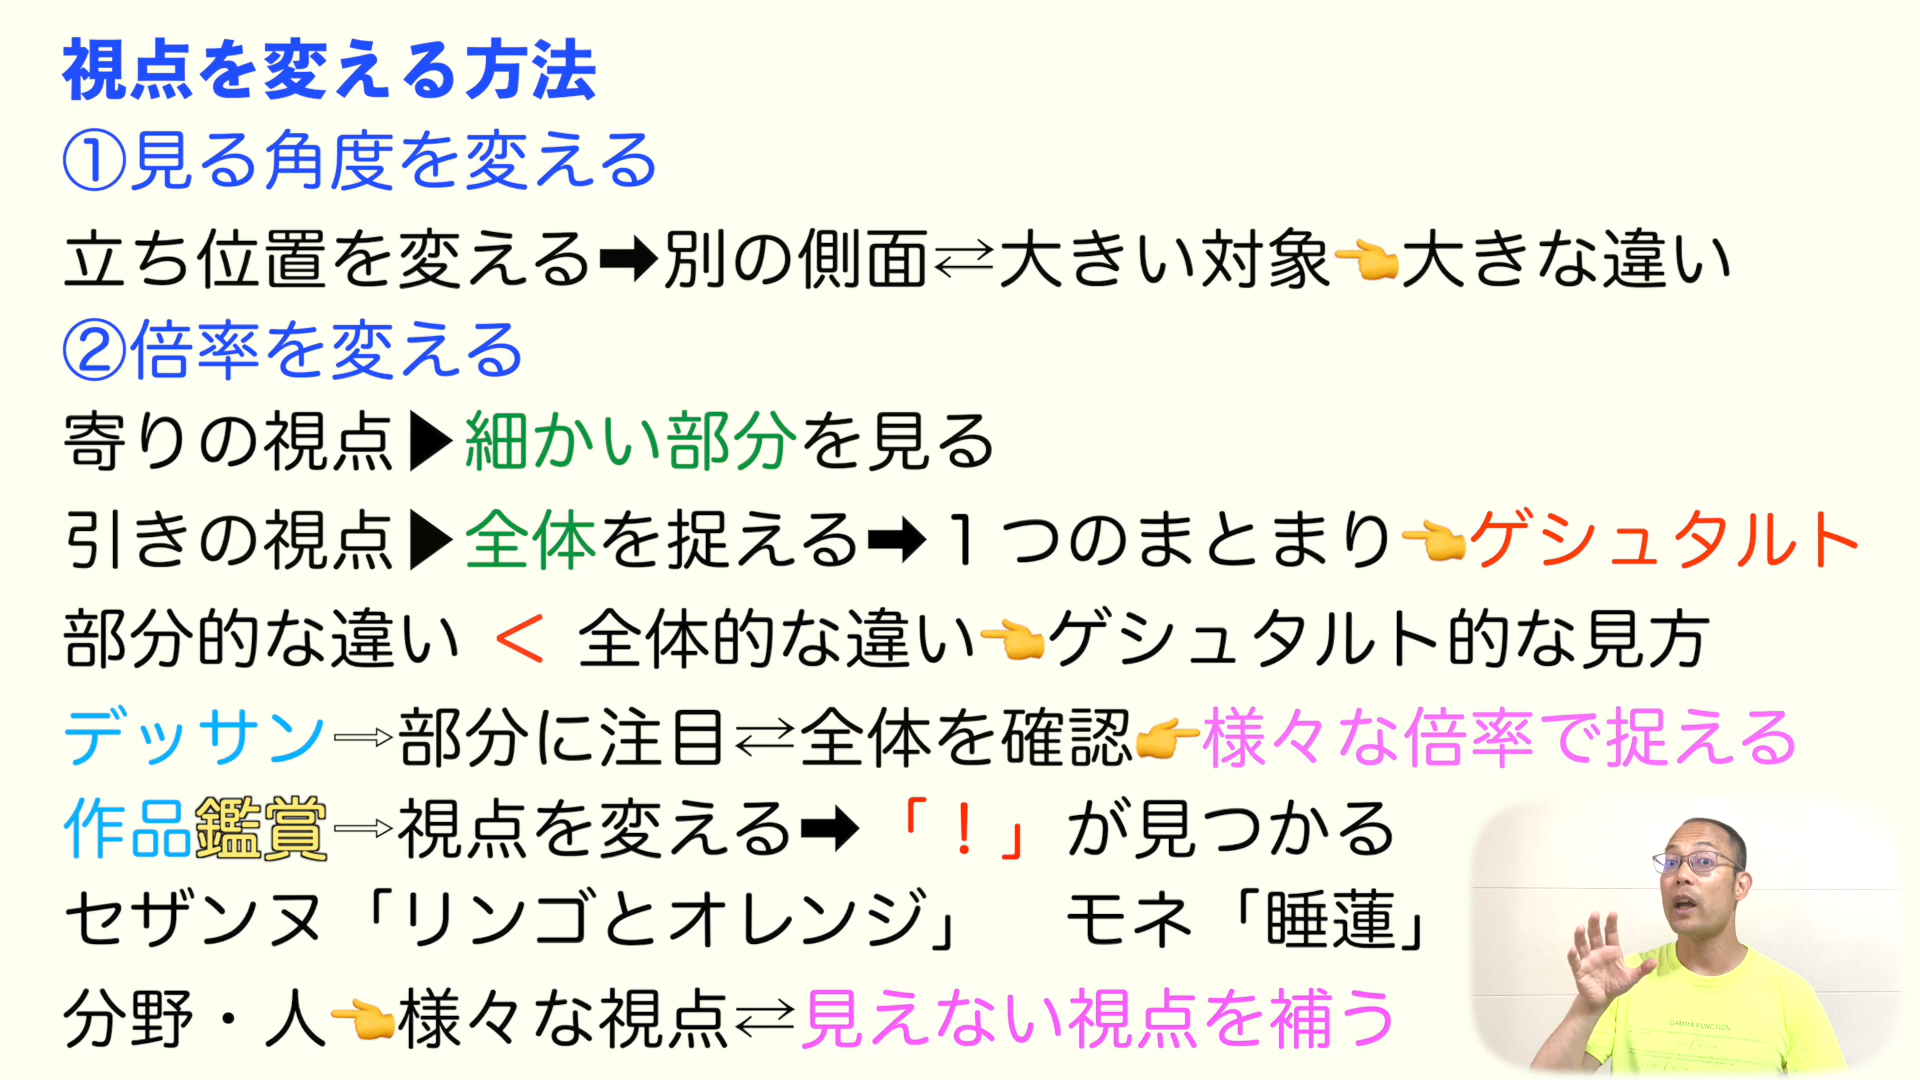 視点を変える方法
①見る角度を変える
立ち位置を変える➡別の側面⇄大きい対象👈大きな違い
②倍率を変える
寄りの視点▶細かい部分を見る
引きの視点▶全体を捉える➡１つのまとまり👈ゲシュタルト
部分的な違い < 全体的な違い👈ゲシュタルト的な見方
デッサン⇨部分に注目⇄全体を確認👉様々な倍率で捉える
作品鑑賞⇨視点を変える➡「！」が見つかる
セザンヌ「リンゴとオレンジ」　モネ「睡蓮」
分野・人👈様々な視点⇄見えない視点を補う
GAMMA FUNCTION